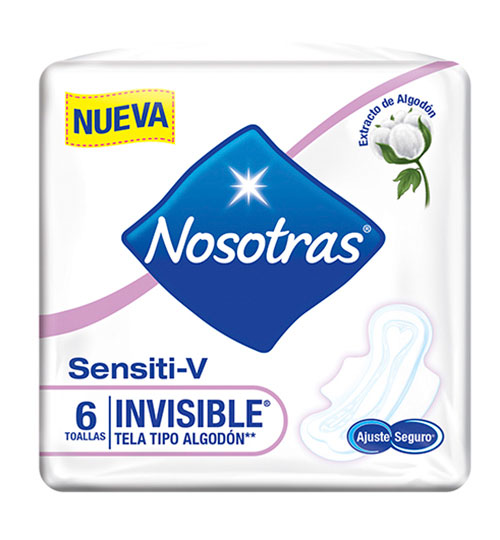 NUEVA
Extracto de Algodón
Nosotras®
Sensiti-V
6
TOALLAS
INVISIBLE®
TELA TIPO ALGODÓN**
Ajuste Seguro®